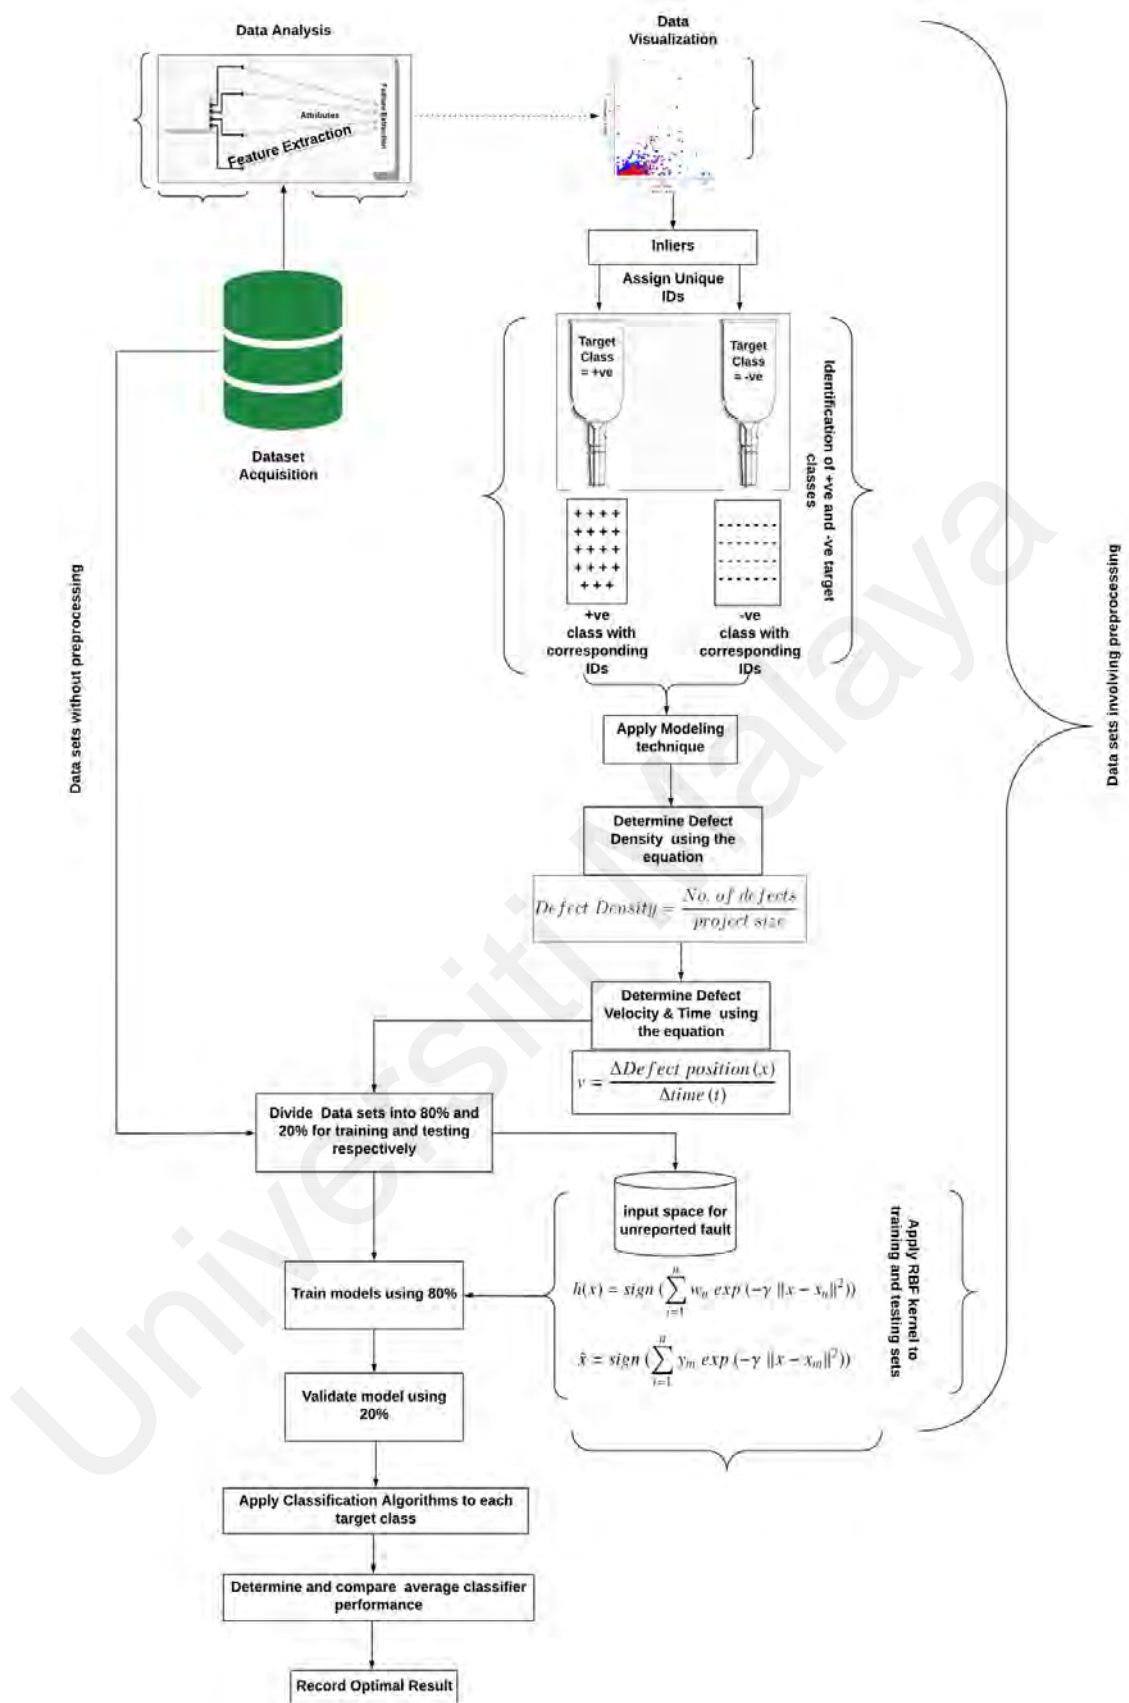 Data Analysis
Data
Visualization
Attributes
Feature Extraction
Feature Extraction
Inliers
Assign Unique
IDs
Target
Class
= +ve
Target
Class
= -ve
Identification of +ve and -ve target
classes
Dataset
Acquisition
+ + + +
+ + + +
+ + + +
+ + + +
+ + +
- - - - - - -
- - - - - - -
- - - - - - -
- - - - - - -
+ve
class with
corresponding
IDs
-ve
class with
corresponding
IDs
Data sets without preprocessing
Data sets involving preprocessing
Apply Modeling
technique
Determine Defect
Density using the
equation
Defect Density = No. of defects / project size
Determine Defect
Velocity & Time using
the equation
v = ΔDefect position (x) / Δtime (t)
Divide Data sets into 80% and
20% for training and testing
respectively
input space for
unreported fault
Apply RBF kernel to
training and testing sets
Train models using 80%
h(x) = sign (∑_{i=1}^{n} w_n exp (−γ ||x − x_n||²))
x̂ = sign (∑_{i=1}^{n} y_m exp (−γ ||x − x_m||²))
Validate model using
20%
Apply Classification Algorithms to each
target class
Determine and compare average classifier
performance
Record Optimal Result
Universiti Malaya